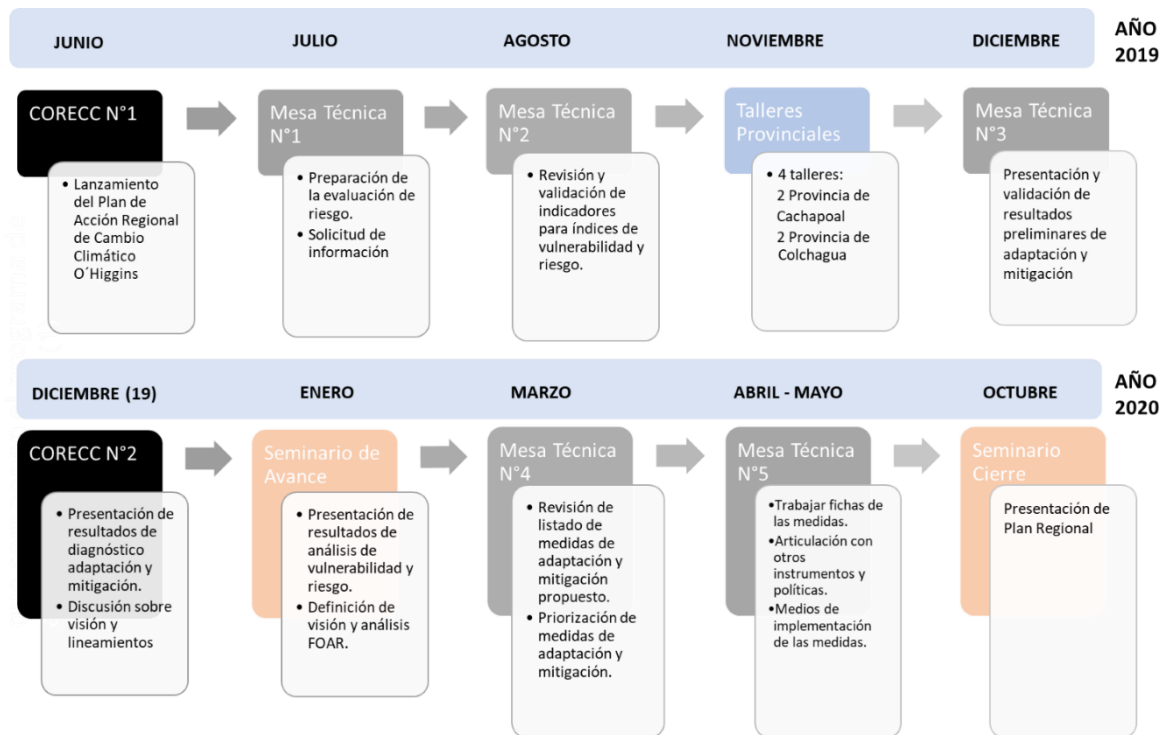 JUNIO
JULIO
AGOSTO
NOVIEMBRE
DICIEMBRE
AÑO
2019
CORECC N°1
• Lanzamiento
del Plan de
Acción Regional
de Cambio
Climático
O´Higgins
Mesa Técnica
N°1
• Preparación de
la evaluación de
riesgo.
• Solicitud de
información
Mesa Técnica
N°2
• Revisión y
validación de
indicadores
para índices de
vulnerabilidad y
riesgo.
Talleres
Provinciales
• 4 talleres:
2 Provincia de
Cachapoal
2 Provincia de
Colchagua
Mesa Técnica
N°3
Presentación y
validación de
resultados
preliminares de
adaptación y
mitigación
DICIEMBRE (19)
ENERO
MARZO
ABRIL - MAYO
OCTUBRE
AÑO
2020
CORECC N°2
• Presentación de
resultados de
diagnóstico
adaptación y
mitigación.
• Discusión sobre
visión y
lineamientos
Seminario de
Avance
• Presentación de
resultados de
análisis de
vulnerabilidad y
riesgo.
• Definición de
visión y análisis
FOAR.
Mesa Técnica
N°4
• Revisión de
listado de
medidas de
adaptación y
mitigación
propuesto.
• Priorización de
medidas de
adaptación y
mitigación.
Mesa Técnica
N°5
•Trabajar fichas de
las medidas.
•Articulación con
otros
instrumentos y
políticas.
•Medios de
implementación
de las medidas.
Seminario
Cierre
Presentación de
Plan Regional